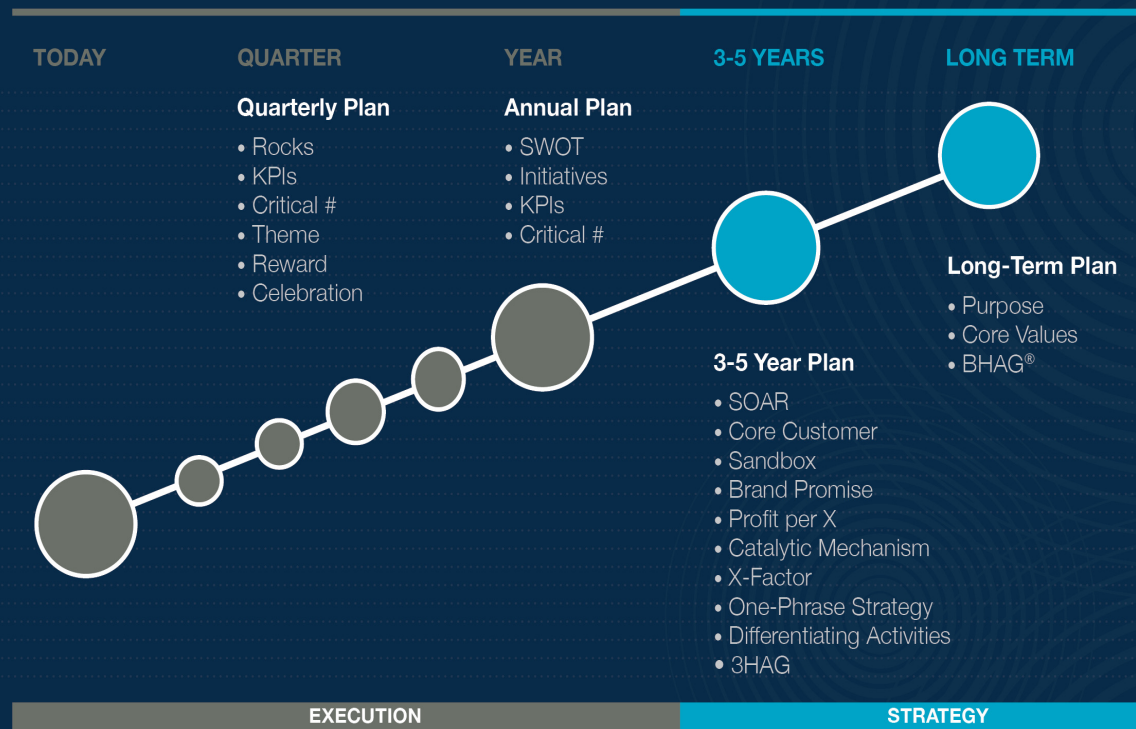 TODAY
QUARTER
YEAR
3-5 YEARS
LONG TERM
Quarterly Plan
• Rocks
• KPIs
• Critical #
• Theme
• Reward
• Celebration
Annual Plan
• SWOT
• Initiatives
• KPIs
• Critical #
3-5 Year Plan
• SOAR
• Core Customer
• Sandbox
• Brand Promise
• Profit per X
• Catalytic Mechanism
• X-Factor
• One-Phrase Strategy
• Differentiating Activities
• 3HAG
Long-Term Plan
• Purpose
• Core Values
• BHAG®
EXECUTION
STRATEGY